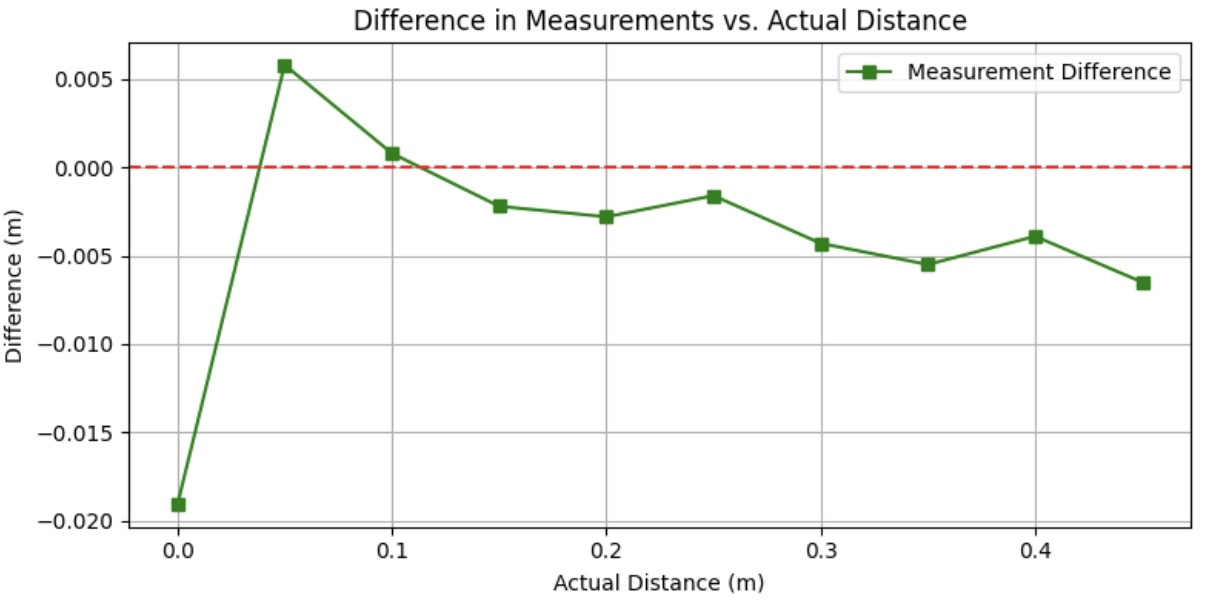 Difference in Measurements vs. Actual Distance
Measurement Difference
Difference (m)
0.005
0.000
−0.005
−0.010
−0.015
−0.020
0.0 0.1 0.2 0.3 0.4
Actual Distance (m)